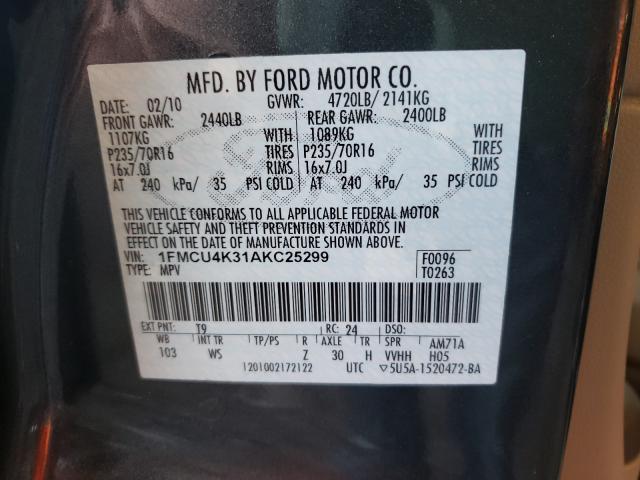 MFD. BY FORD MOTOR CO.
DATE: 02/10 GVWR: 4720LB/ 2141KG
FRONT GAWR: 2440LB REAR GAWR: 2400LB
1107KG WITH 1089KG WITH
P235/70R16 TIRES P235/70R16 TIRES
16x7.0J RIMS 16x7.0J RIMS
AT 240 kPa/ 35 PSI COLD AT 240 kPa/ 35 PSI COLD
THIS VEHICLE CONFORMS TO ALL APPLICABLE FEDERAL MOTOR
VEHICLE SAFETY AND THEFT PREVENTION STANDARDS IN
EFFECT ON THE DATE OF MANUFACTURE SHOWN ABOVE.
VIN: 1FMCU4K31AKC25299 F0096
TYPE: MPV T0263
EXT PNT: T9 RC: 24 DSO:
WB INT TR TP/PS R AXLE TR SPR AM71A
103 WS Z 30 H VVHH H05
1201002172122 UTC ▽5U5A-1520472-BA